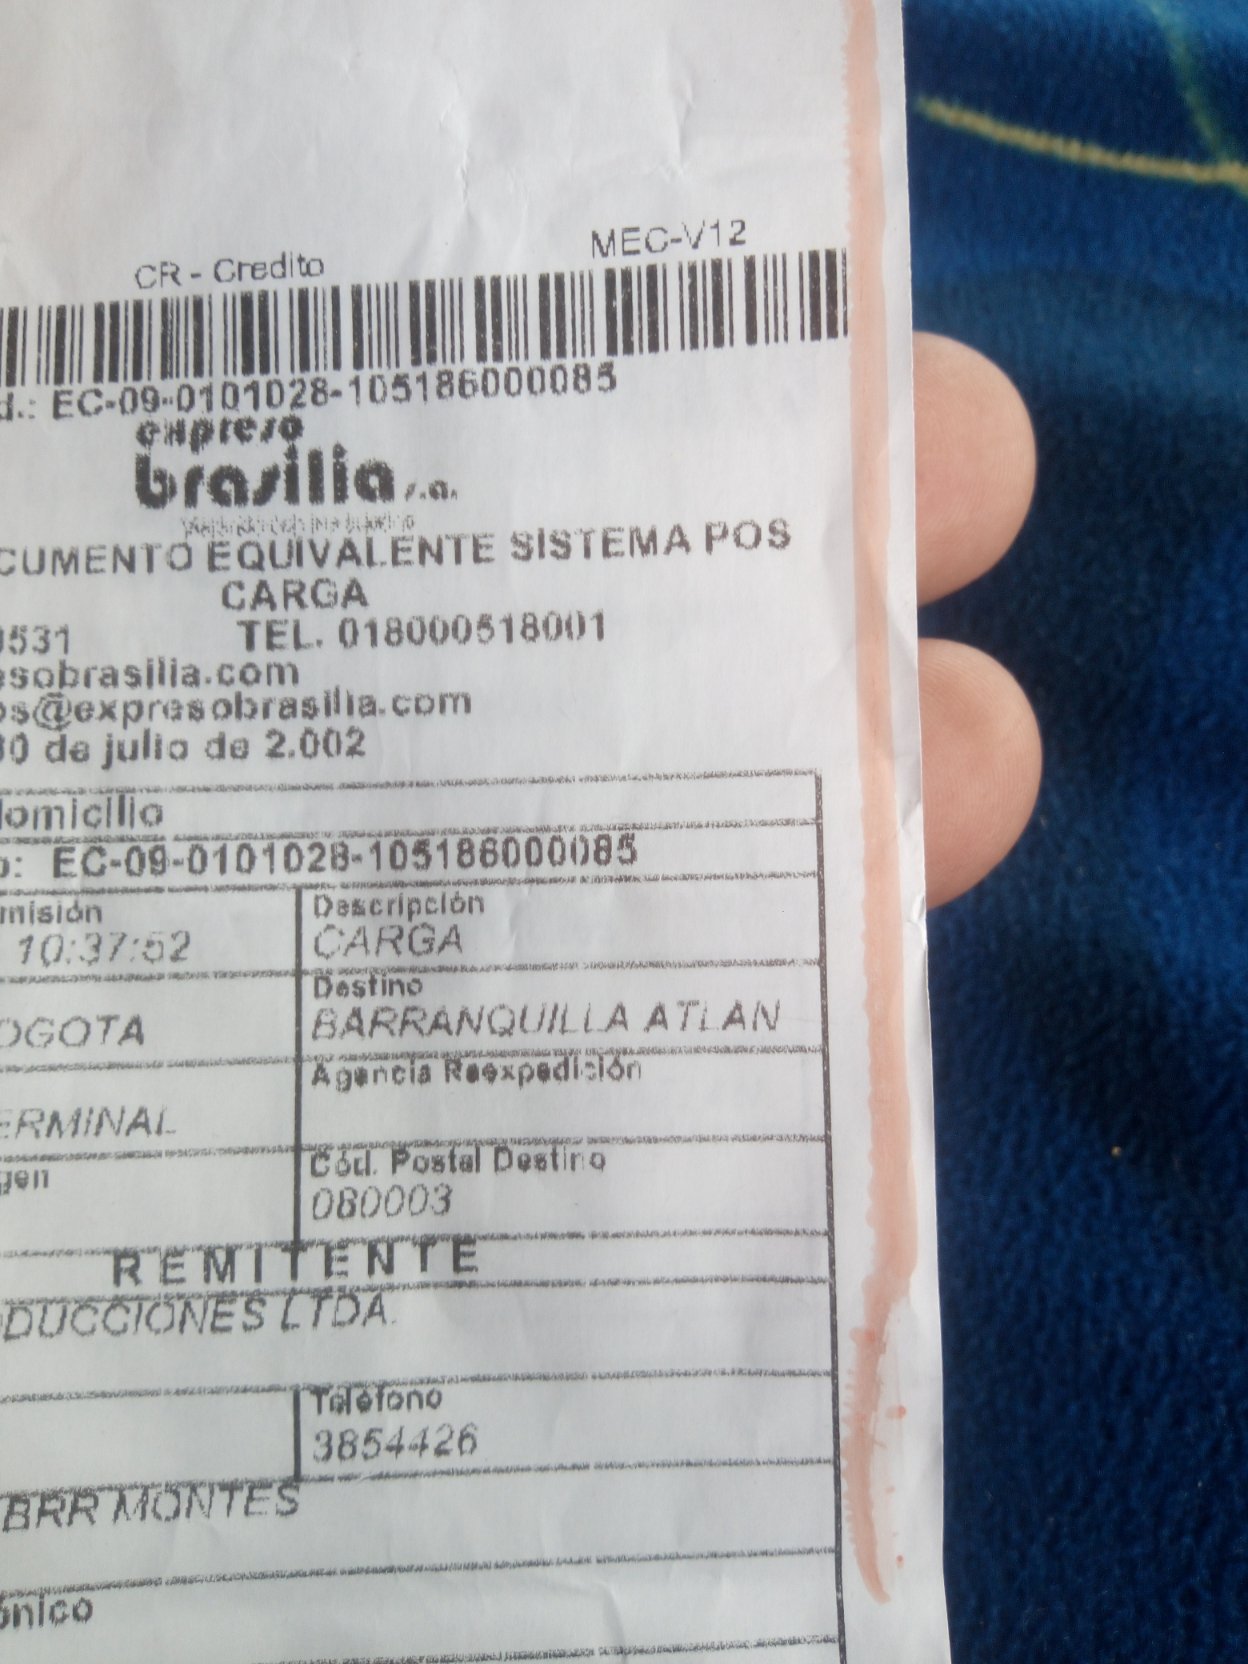 CR - Credito
MEC-V12
d.: EC-09-0101028-105186000085
expreso
brasilia s.a.
CUMENTO EQUIVALENTE SISTEMA POS
CARGA
531 TEL. 018000518001
esobrasilia.com
os@expresobrasilia.com
30 de julio de 2.002
omicilio
o: EC-09-0101028-105186000085
misión Descripción
10:37:52 CARGA
Destino
OGOTA BARRANQUILLA ATLAN
Agencia Reexpedición
ERMINAL
gen Cód. Postal Destino
080003
REMITENTE
DUCCIONES LTDA.
Teléfono
3854426
BRR MONTES
ónico